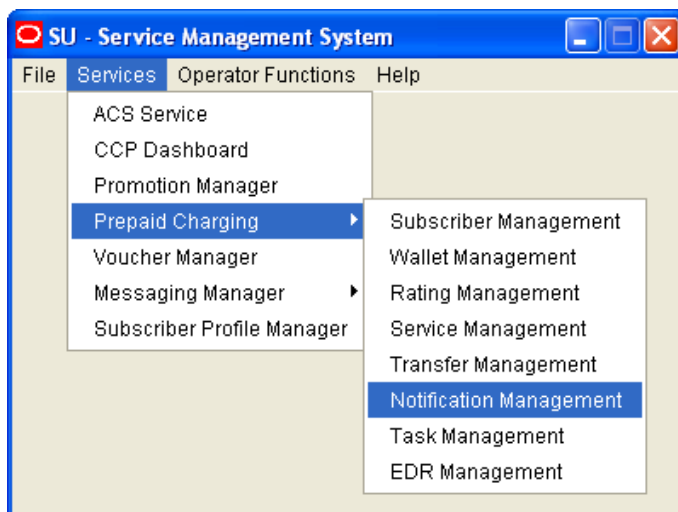 SU - Service Management System
File Services Operator Functions Help
ACS Service
CCP Dashboard
Promotion Manager
Prepaid Charging
Voucher Manager
Messaging Manager
Subscriber Profile Manager
Subscriber Management
Wallet Management
Rating Management
Service Management
Transfer Management
Notification Management
Task Management
EDR Management